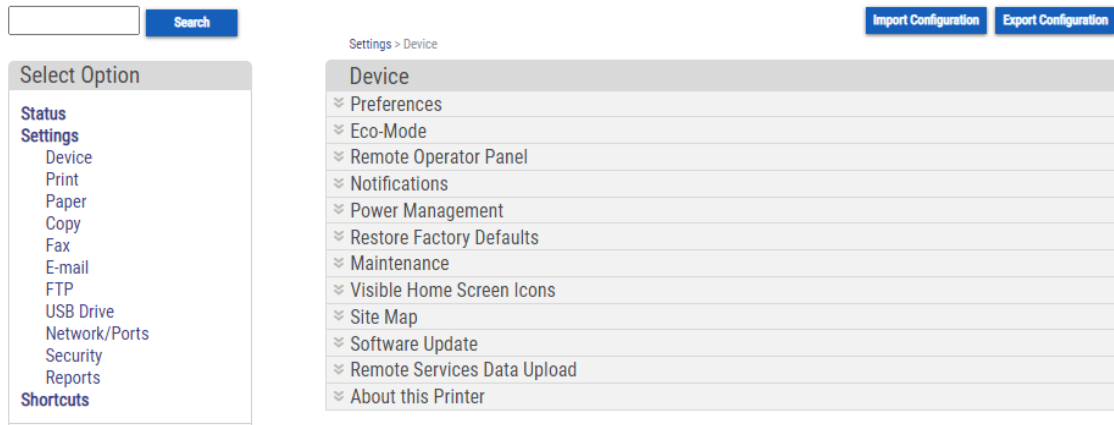 Search
Import Configuration
Export Configuration
Settings > Device
Select Option
Status
Settings
Device
Print
Paper
Copy
Fax
E-mail
FTP
USB Drive
Network/Ports
Security
Reports
Shortcuts
Device
Preferences
Eco-Mode
Remote Operator Panel
Notifications
Power Management
Restore Factory Defaults
Maintenance
Visible Home Screen Icons
Site Map
Software Update
Remote Services Data Upload
About this Printer